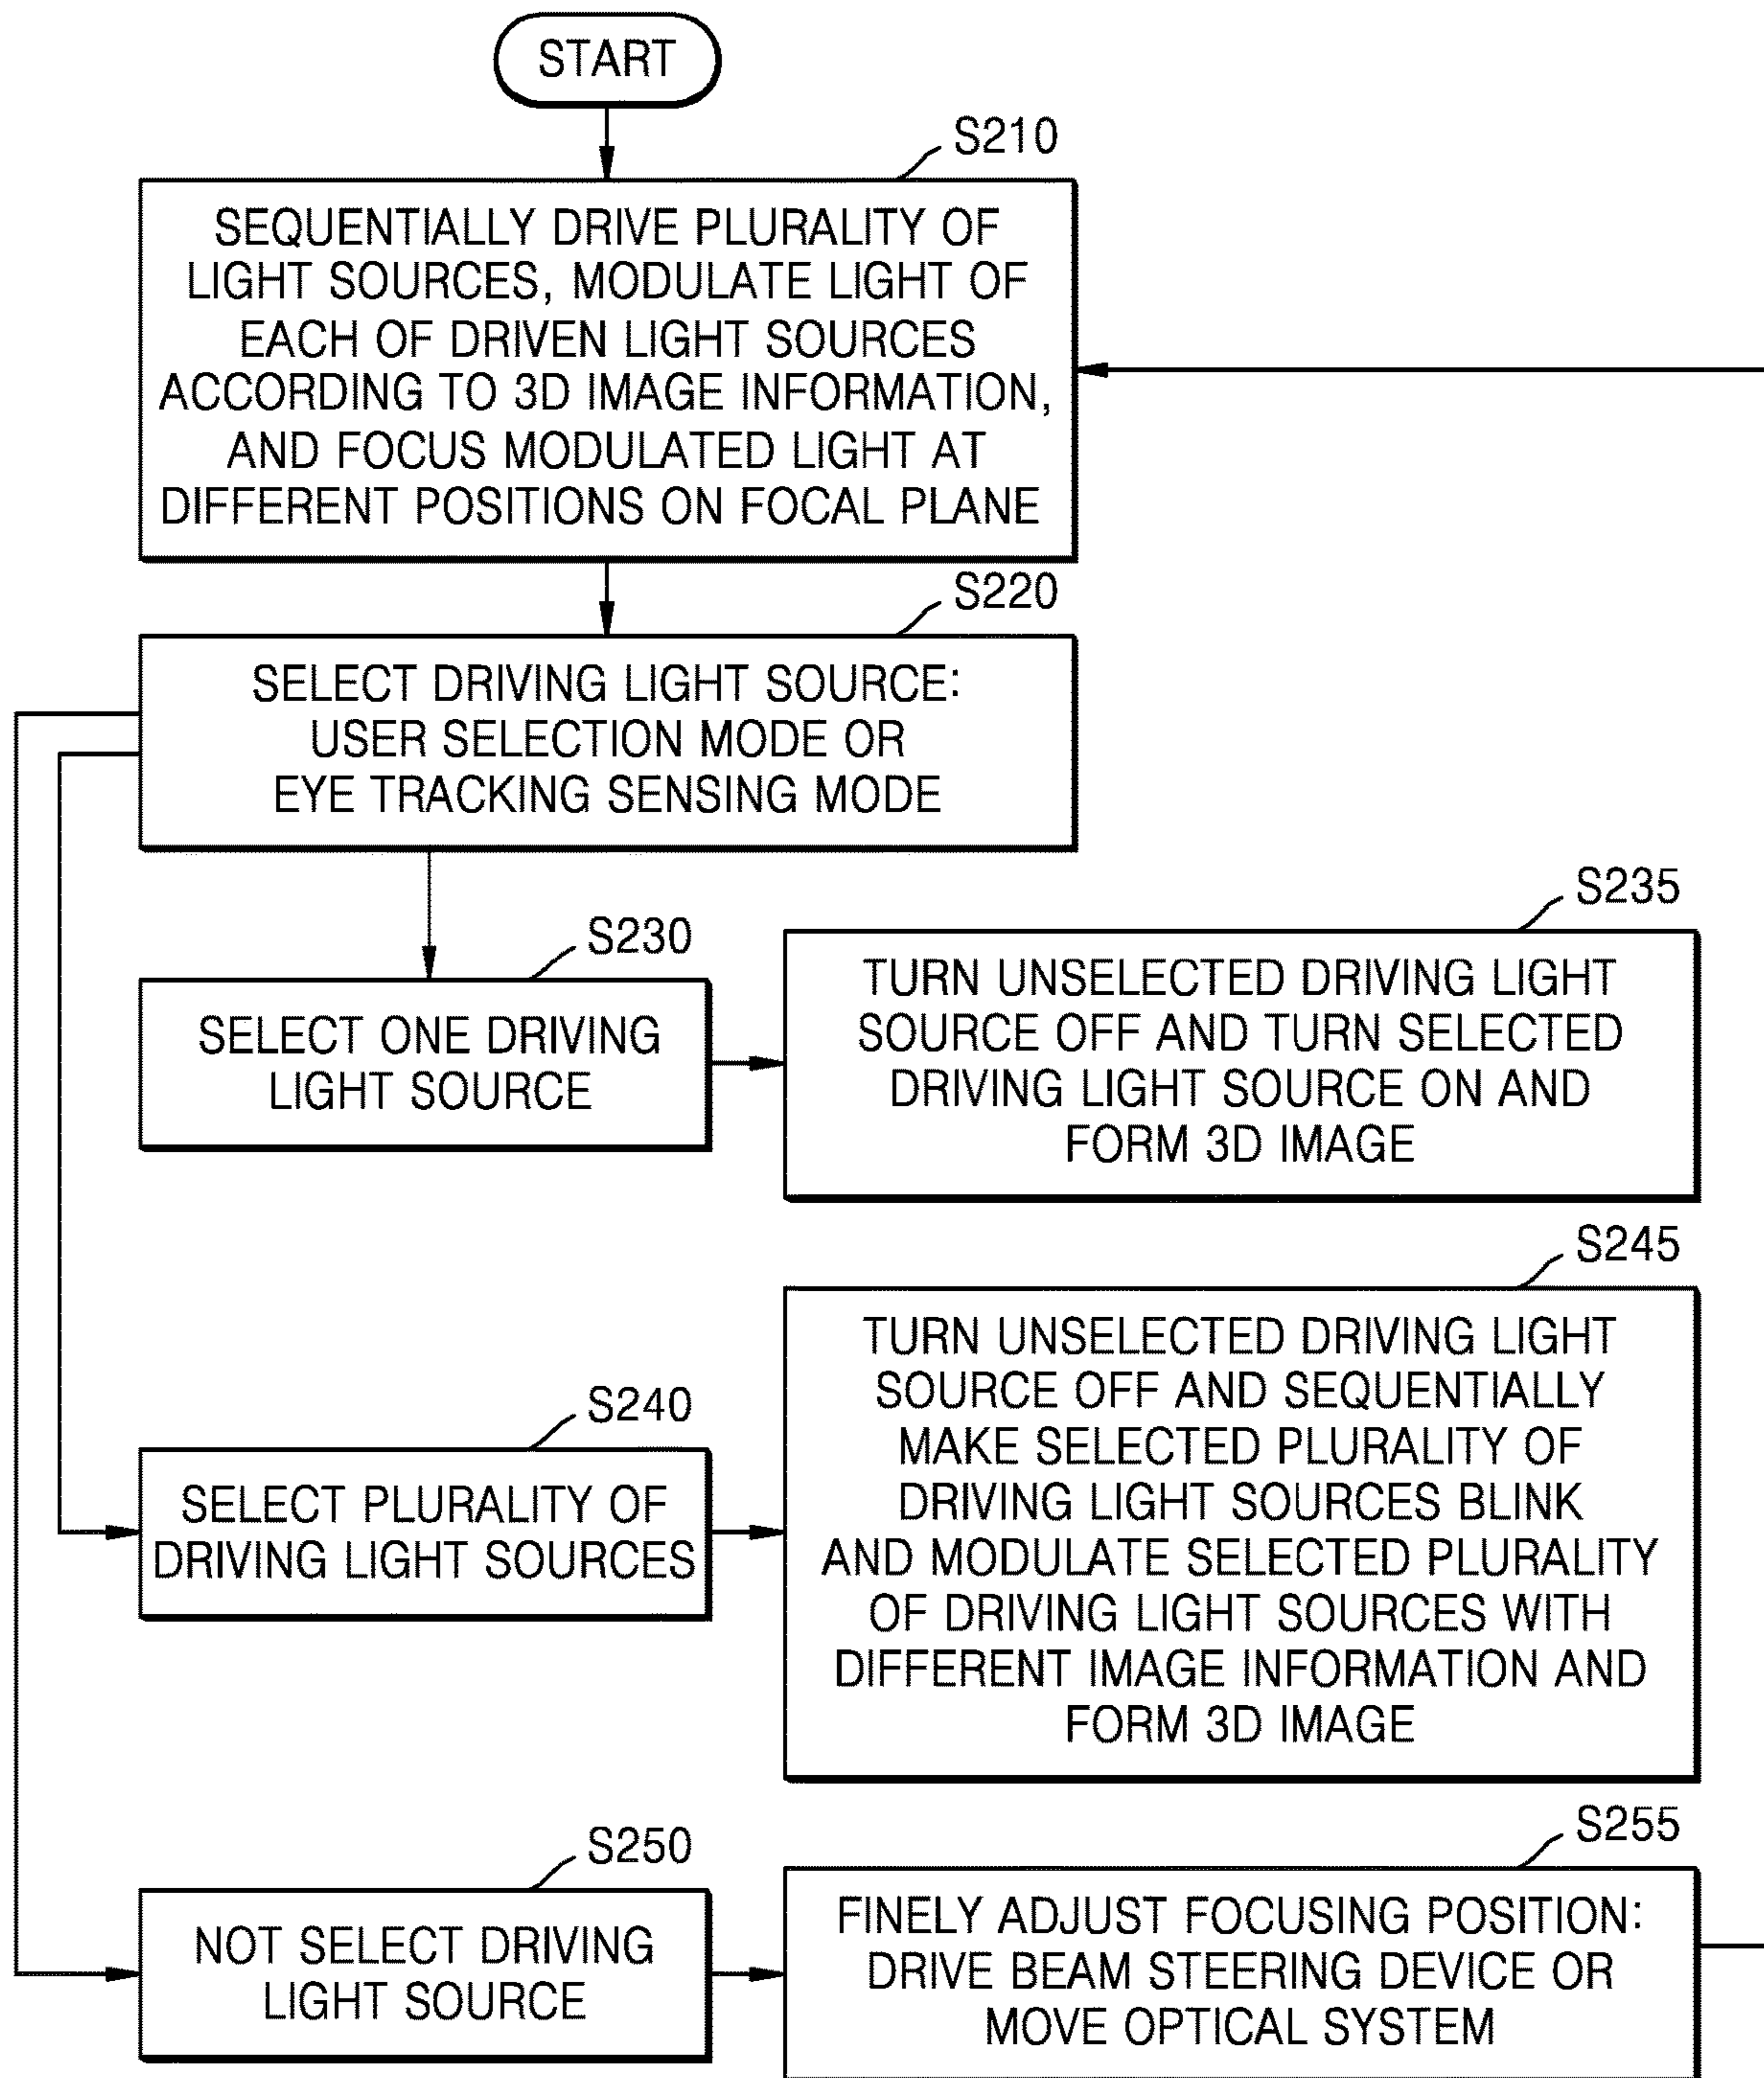 START
S210
SEQUENTIALLY DRIVE PLURALITY OF
LIGHT SOURCES, MODULATE LIGHT OF
EACH OF DRIVEN LIGHT SOURCES
ACCORDING TO 3D IMAGE INFORMATION,
AND FOCUS MODULATED LIGHT AT
DIFFERENT POSITIONS ON FOCAL PLANE
S220
SELECT DRIVING LIGHT SOURCE:
USER SELECTION MODE OR
EYE TRACKING SENSING MODE
S230
SELECT ONE DRIVING
LIGHT SOURCE
S235
TURN UNSELECTED DRIVING LIGHT
SOURCE OFF AND TURN SELECTED
DRIVING LIGHT SOURCE ON AND
FORM 3D IMAGE
S240
SELECT PLURALITY OF
DRIVING LIGHT SOURCES
S245
TURN UNSELECTED DRIVING LIGHT
SOURCE OFF AND SEQUENTIALLY
MAKE SELECTED PLURALITY OF
DRIVING LIGHT SOURCES BLINK
AND MODULATE SELECTED PLURALITY
OF DRIVING LIGHT SOURCES WITH
DIFFERENT IMAGE INFORMATION AND
FORM 3D IMAGE
S250
NOT SELECT DRIVING
LIGHT SOURCE
S255
FINELY ADJUST FOCUSING POSITION:
DRIVE BEAM STEERING DEVICE OR
MOVE OPTICAL SYSTEM